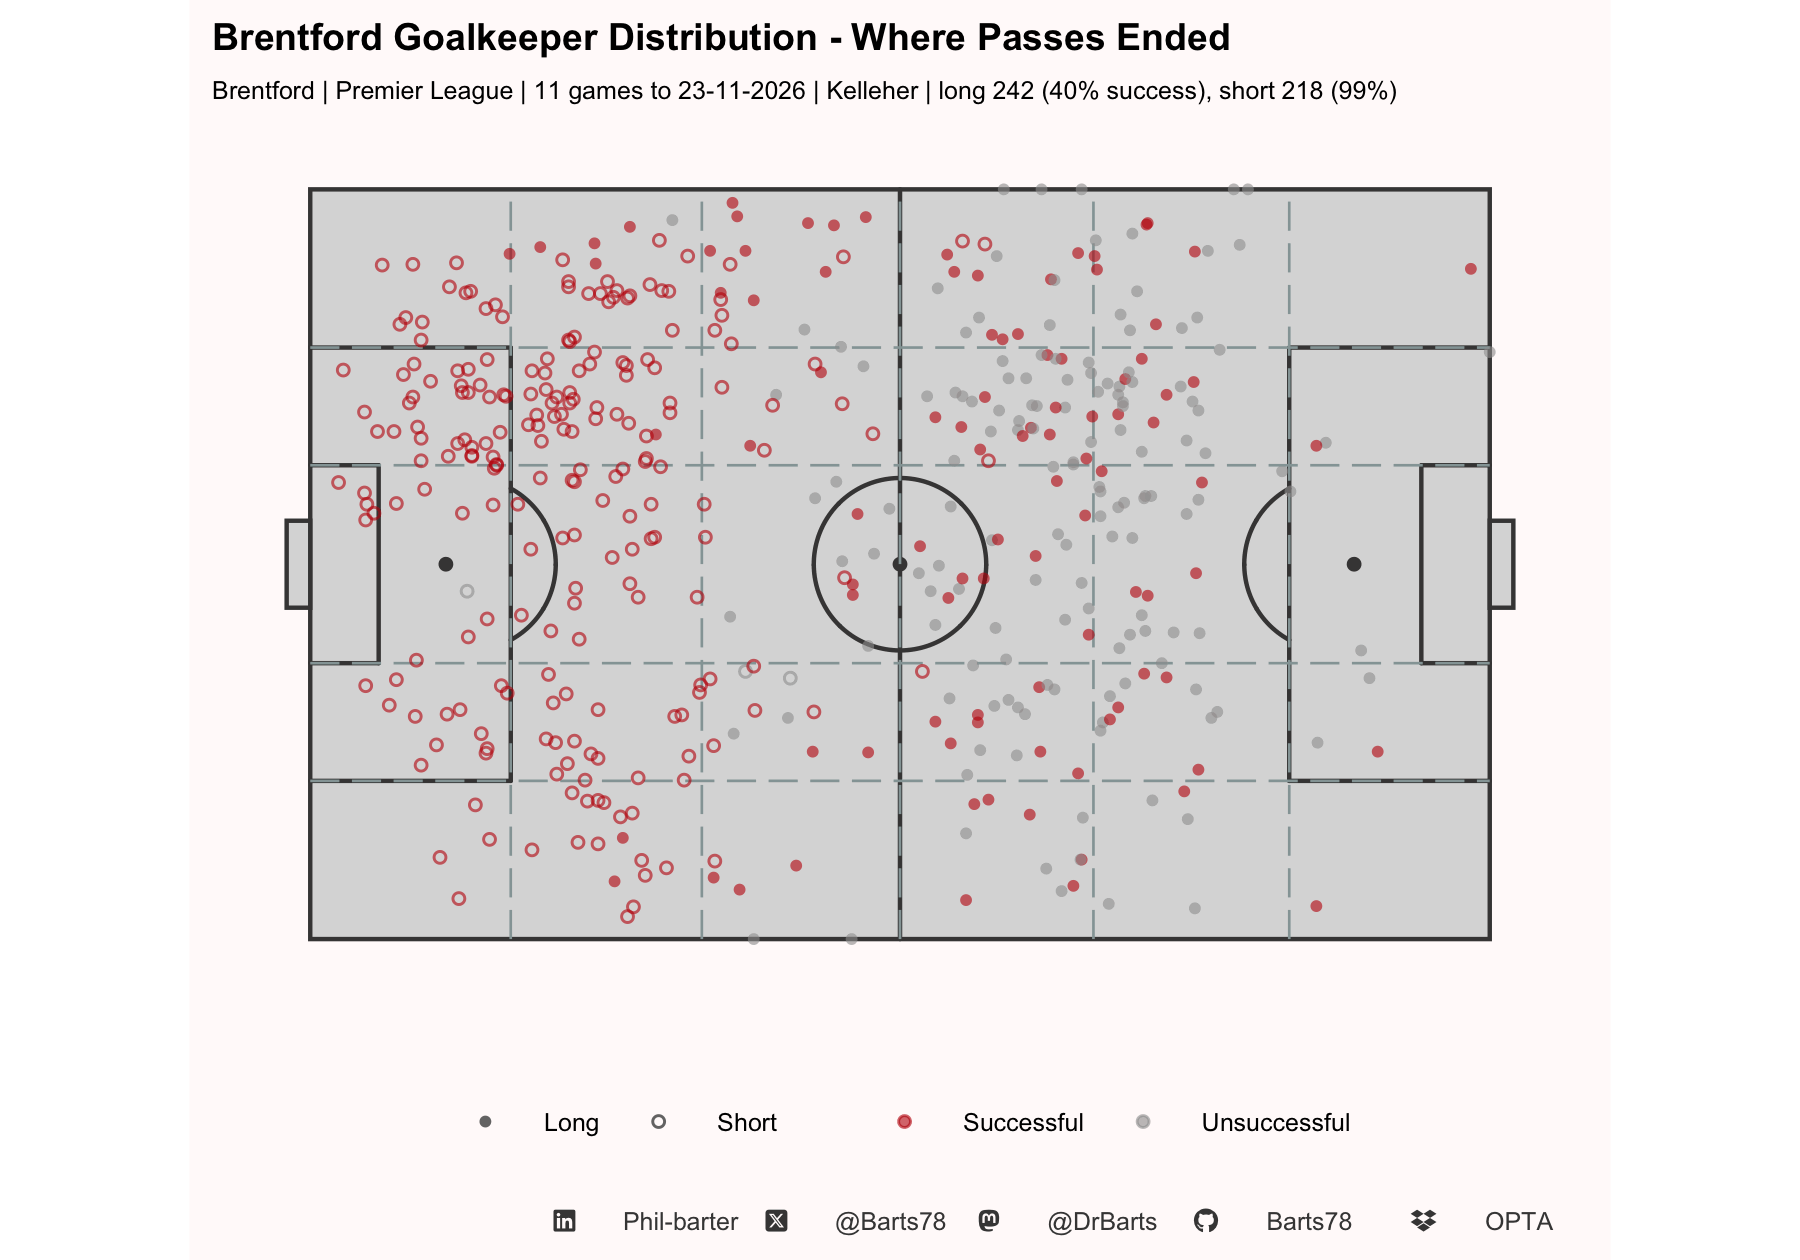 Brentford Goalkeeper Distribution - Where Passes Ended
Brentford | Premier League | 11 games to 23-11-2026 | Kelleher | long 242 (40% success), short 218 (99%)
Long Short Successful Unsuccessful
Phil-barter @Barts78 @DrBarts Barts78 OPTA